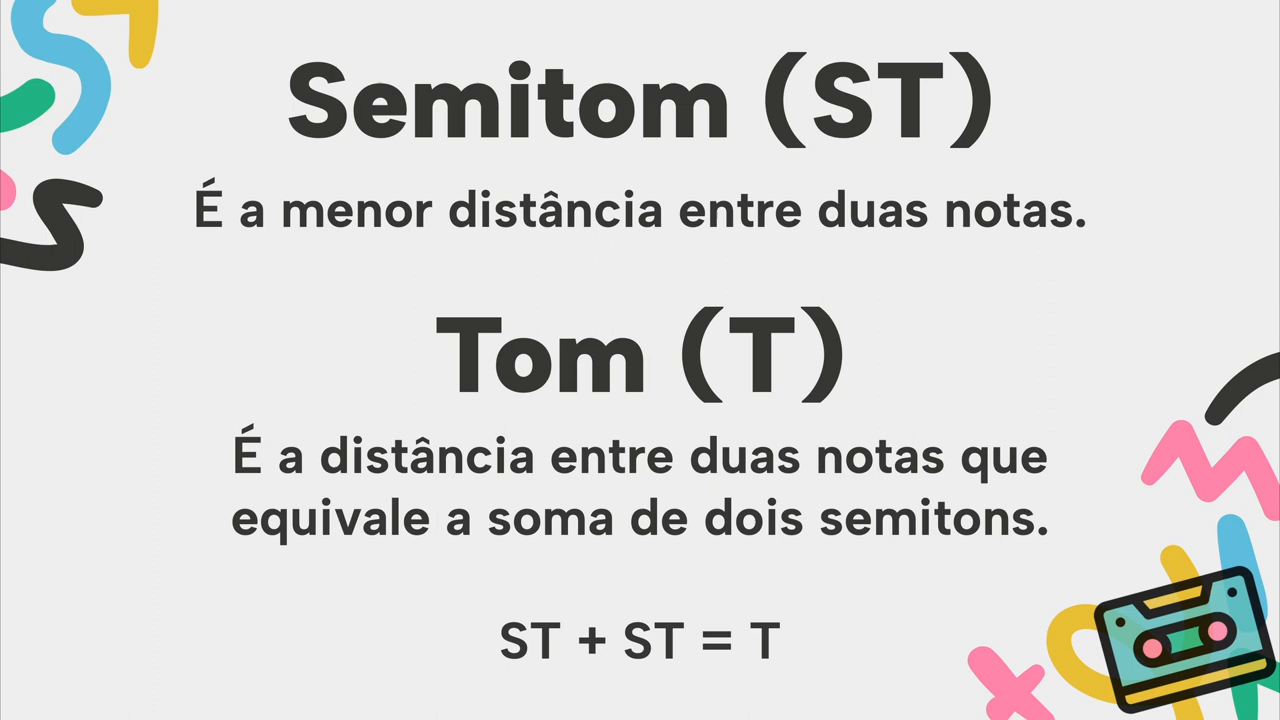 Semitom (ST)
É a menor distância entre duas notas.
Tom (T)
É a distância entre duas notas que
equivale a soma de dois semitons.
ST + ST = T